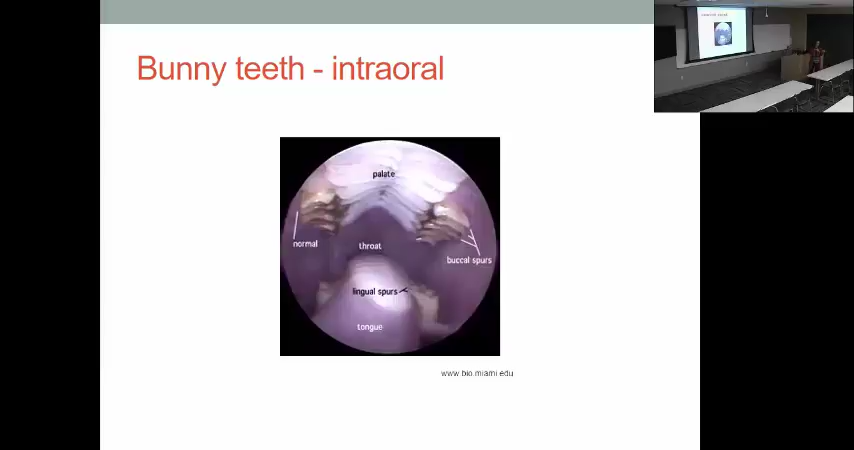 Bunny teeth - intraoral
palate
normal
throat
buccal spurs
lingual spurs
tongue
www.bio.miami.edu